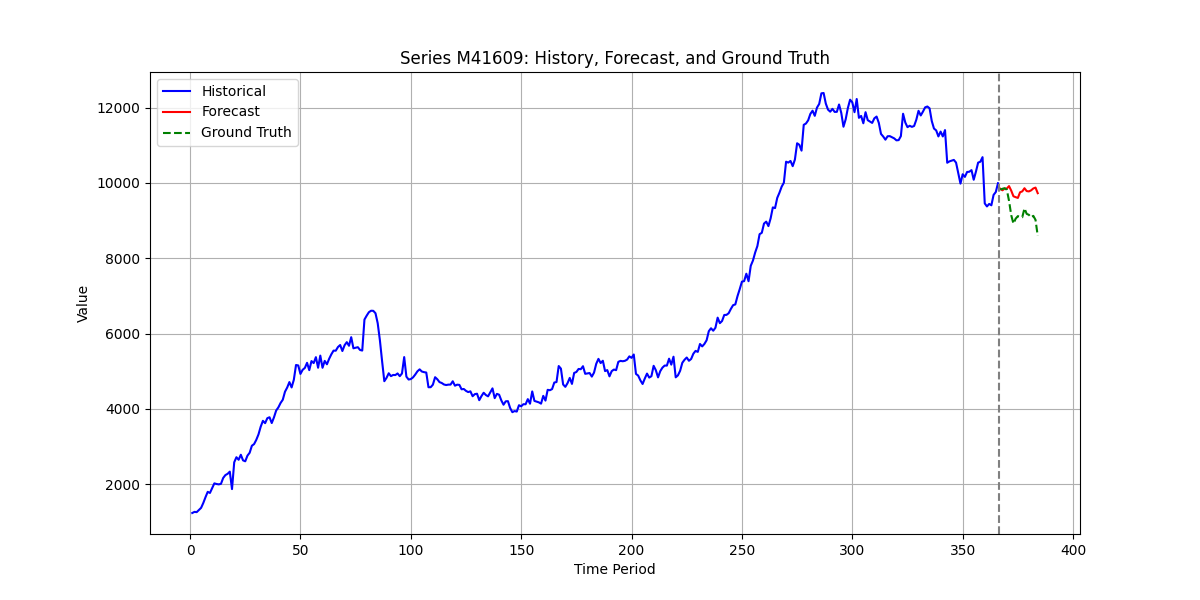 Series M41609: History, Forecast, and Ground Truth
Historical
Forecast
Ground Truth
12000
10000
8000
6000
4000
2000
Value
0 50 100 150 200 250 300 350 400
Time Period